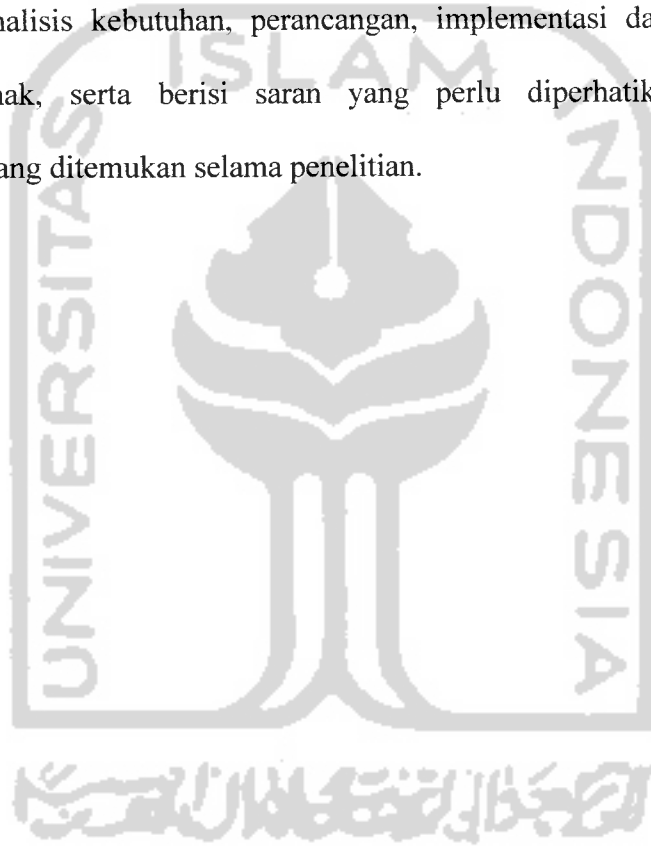 nalisis kebutuhan, perancangan, implementasi da
nak, serta berisi saran yang perlu diperhatik
ang ditemukan selama penelitian.
ISLAM
UNIVERSITAS
INDONESIA